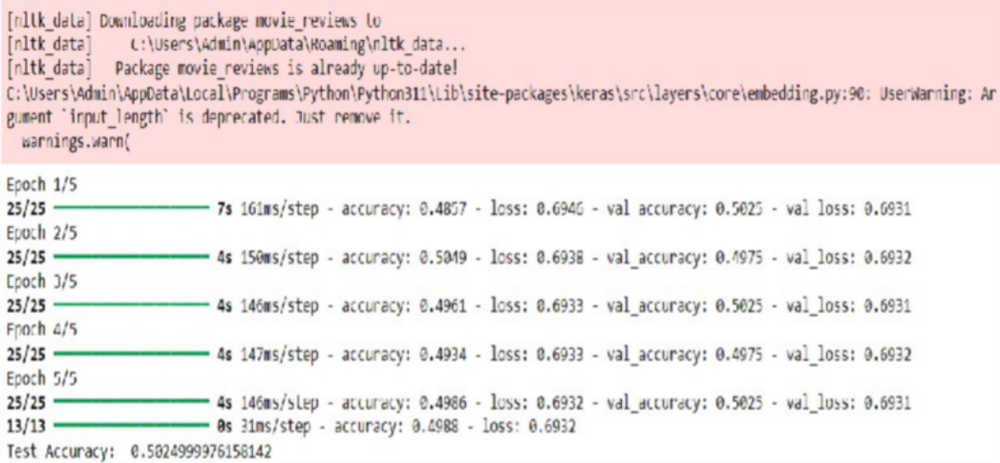 [nltk_data] Downloading package movie_reviews to
[nltk_data]     C:\Users\Admin\AppData\Roaming\nltk_data...
[nltk_data]   Package movie_reviews is already up-to-date!
C:\Users\Admin\AppData\Local\Programs\Python\Python311\Lib\site-packages\keras\src\layers\core\embedding.py:90: UserWarning: Ar
gument `input_length` is deprecated. Just remove it.
  warnings.warn(
Epoch 1/5
25/25 7s 161ms/step - accuracy: 0.4857 - loss: 0.6946 - val_accuracy: 0.5025 - val_loss: 0.6931
Epoch 2/5
25/25 4s 150ms/step - accuracy: 0.5049 - loss: 0.6938 - val_accuracy: 0.4975 - val_loss: 0.6932
Epoch 3/5
25/25 4s 146ms/step - accuracy: 0.4961 - loss: 0.6933 - val_accuracy: 0.5025 - val_loss: 0.6931
Epoch 4/5
25/25 4s 147ms/step - accuracy: 0.4934 - loss: 0.6933 - val_accuracy: 0.4975 - val_loss: 0.6932
Epoch 5/5
25/25 4s 146ms/step - accuracy: 0.4986 - loss: 0.6932 - val_accuracy: 0.5025 - val_loss: 0.6931
13/13 0s 31ms/step - accuracy: 0.4988 - loss: 0.6932
Test Accuracy:  0.5024999976158142